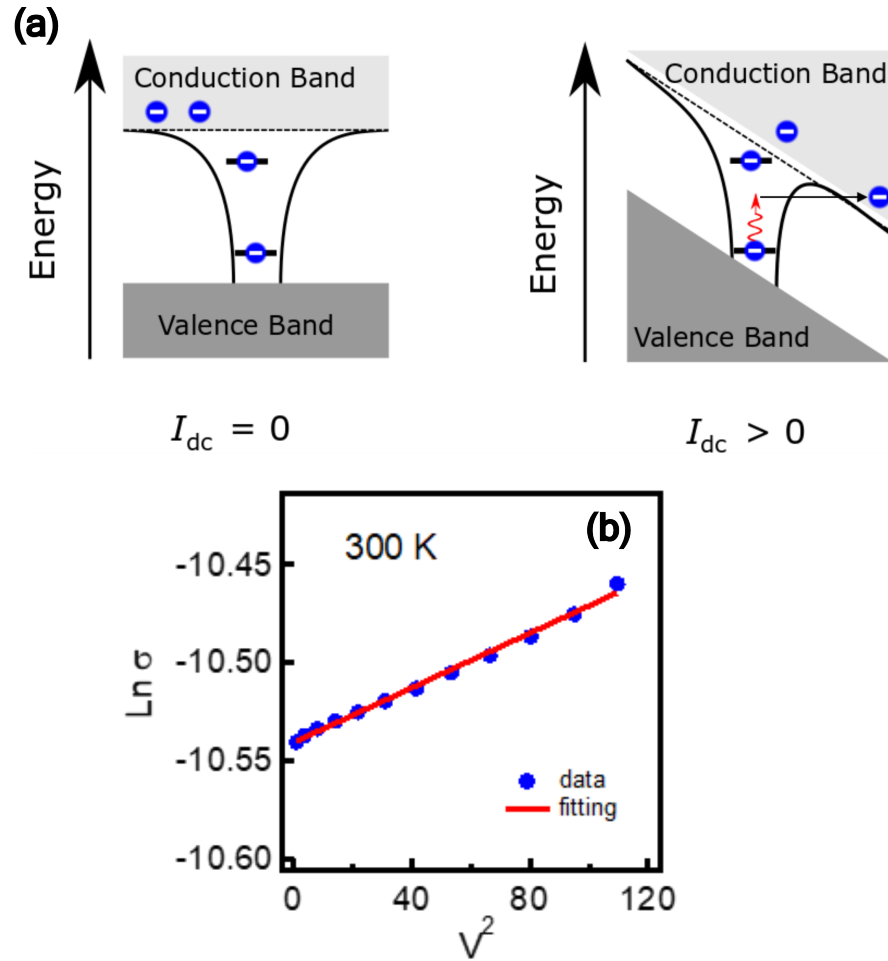 (a)
Conduction Band
Energy
Valence Band
I_dc = 0
Conduction Band
Energy
Valence Band
I_dc > 0
(b)
300 K
-10.45
-10.50
-10.55
-10.60
Ln σ
data
fitting
0 40 80 120
V²